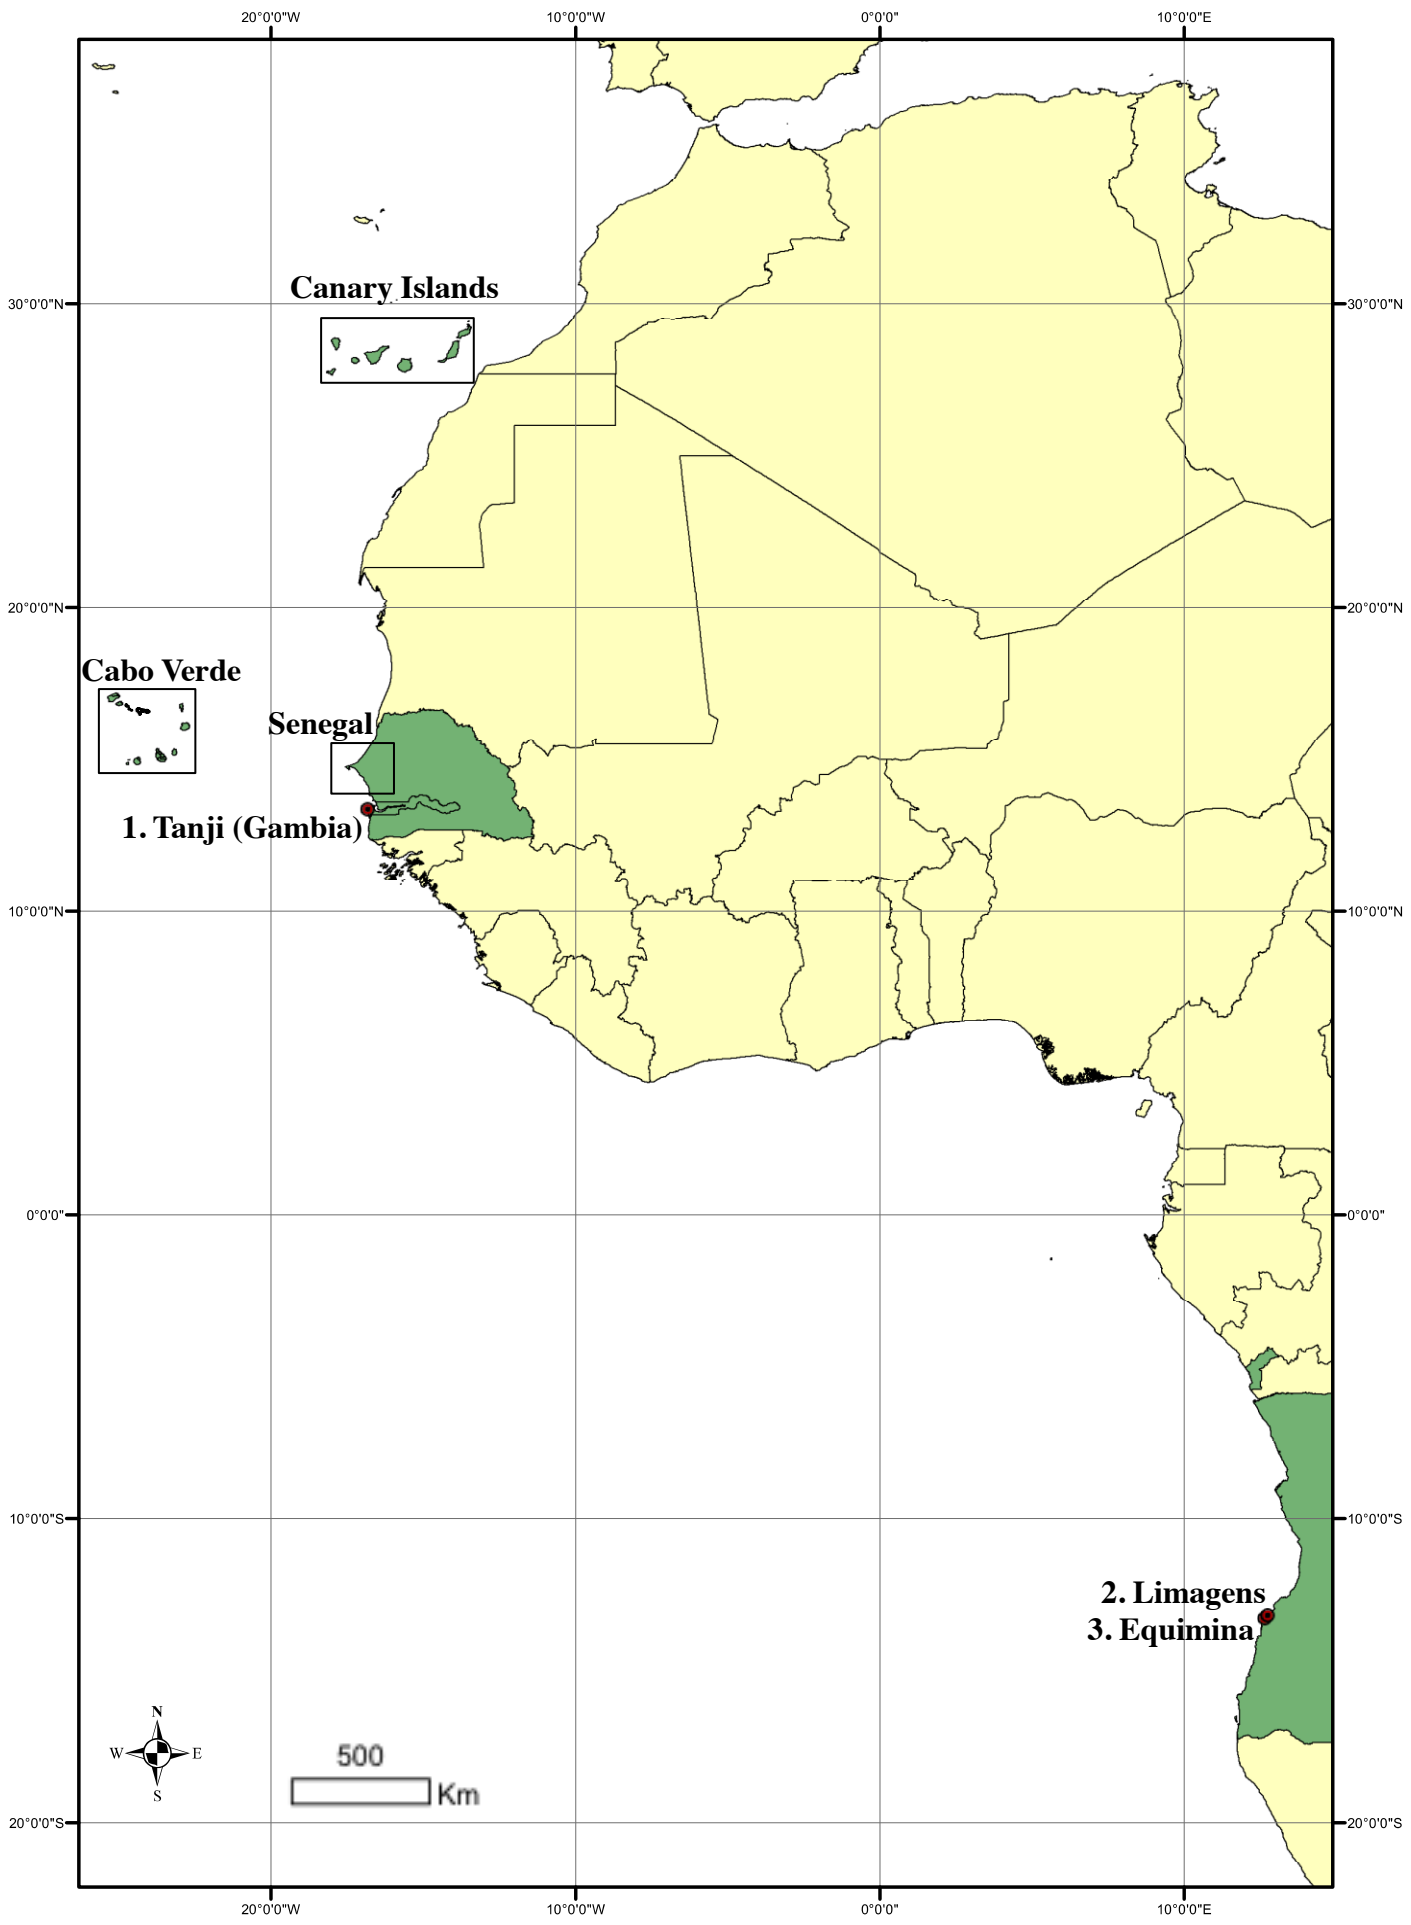 20°0'0"W 10°0'0"W 0°0'0" 10°0'0"E
Canary Islands
30°0'0"N 30°0'0"N
20°0'0"N 20°0'0"N
Cabo Verde
Senegal
1. Tanji (Gambia)
10°0'0"N 10°0'0"N
0°0'0" 0°0'0"
10°0'0"S 10°0'0"S
2. Limagens
3. Equimina
N
W E
S
500
Km
20°0'0"S 20°0'0"S
20°0'0"W 10°0'0"W 0°0'0" 10°0'0"E